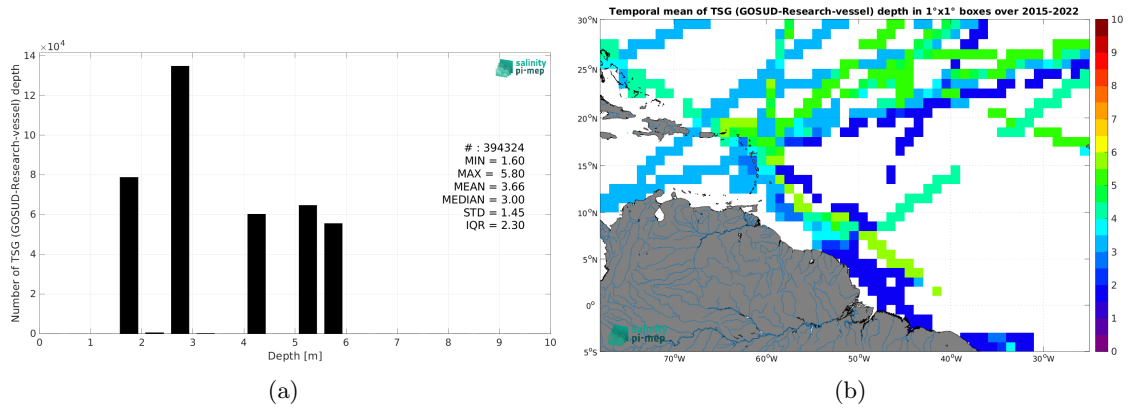 ×10⁴
14
12
10
8
6
4
2
0
Number of TSG (GOSUD-Research-vessel) depth
salinity
pi-mep
# : 394324
MIN = 1.60
MAX = 5.80
MEAN = 3.66
MEDIAN = 3.00
STD = 1.45
IQR = 2.30
0 1 2 3 4 5 6 7 8 9 10
Depth [m]
(a)
Temporal mean of TSG (GOSUD-Research-vessel) depth in 1°x1° boxes over 2015-2022
30°N
25°N
20°N
15°N
10°N
5°N
0°
5°S
70°W 60°W 50°W 40°W 30°W
salinity
pi-mep
10
9
8
7
6
5
4
3
2
1
0
(b)